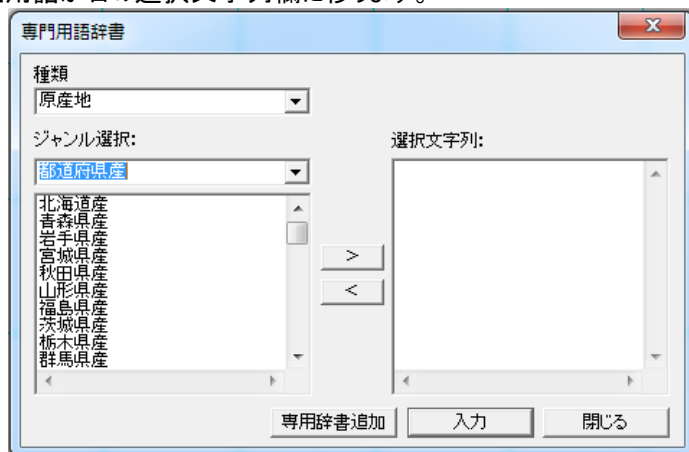 専門用語辞書
種類
原産地
ジャンル選択:
選択文字列:
都道府県産
北海道産
青森県産
岩手県産
宮城県産
秋田県産
山形県産
福島県産
茨城県産
栃木県産
群馬県産
>
<
専用辞書追加
入力
閉じる